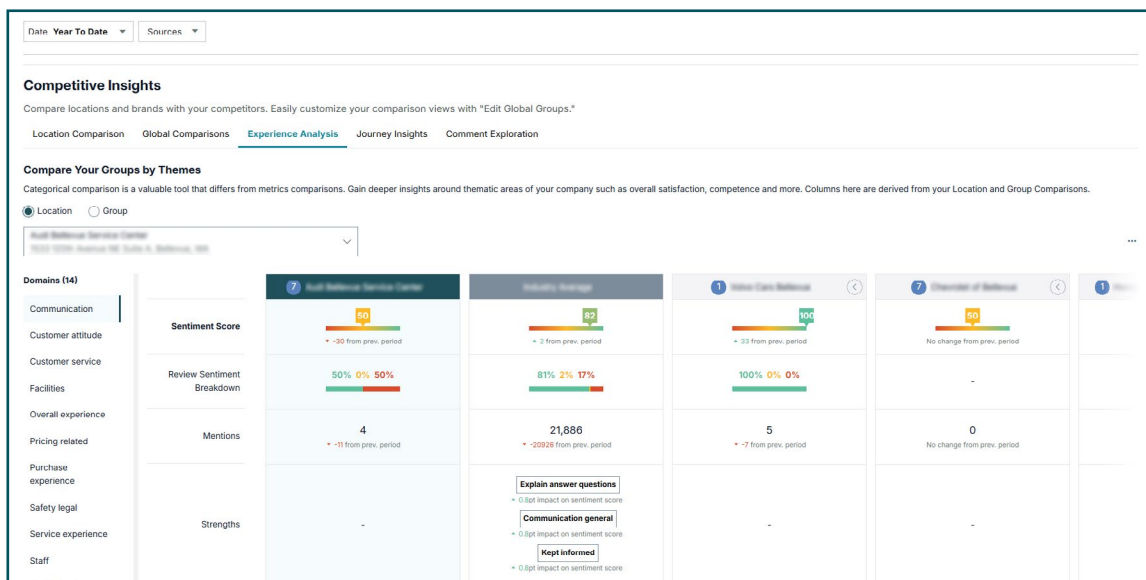 Date Year To Date
Sources
Competitive Insights
Compare locations and brands with your competitors. Easily customize your comparison views with "Edit Global Groups."
Location Comparison Global Comparisons Experience Analysis Journey Insights Comment Exploration
Compare Your Groups by Themes
Categorical comparison is a valuable tool that differs from metrics comparisons. Gain deeper insights around thematic areas of your company such as overall satisfaction, competence and more. Columns here are derived from your Location and Group Comparisons.
Location Group
Domains (14)
Communication
Customer attitude
Customer service
Facilities
Overall experience
Pricing related
Purchase
experience
Safety legal
Service experience
Staff
7 1 7 1
Sentiment Score
50 82 100 50
-30 from prev. period 2 from prev. period 33 from prev. period No change from prev. period
Review Sentiment
Breakdown
50% 0% 50% 81% 2% 17% 100% 0% 0% -
Mentions
4 21,886 5 0
-11 from prev. period -20926 from prev. period -7 from prev. period No change from prev. period
Strengths
-
Explain answer questions
0.8pt impact on sentiment score
Communication general
0.8pt impact on sentiment score
Kept informed
0.8pt impact on sentiment score
- -